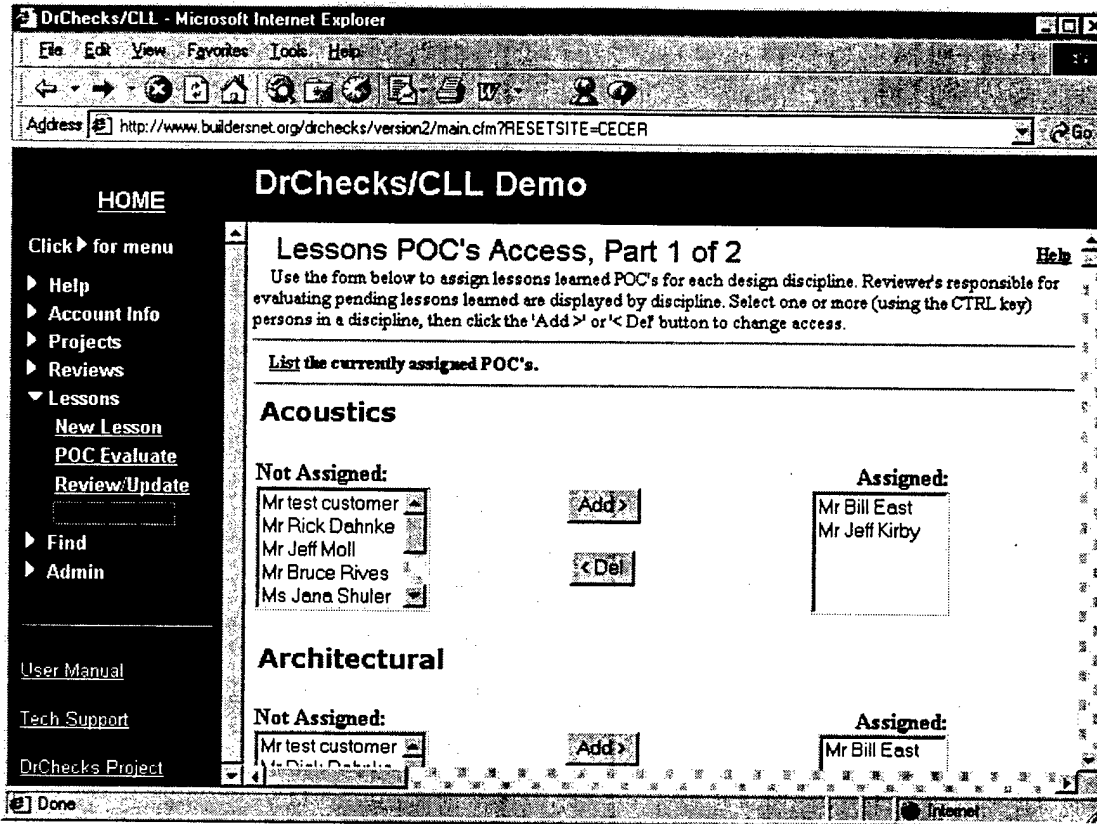 DrChecks/CLL - Microsoft Internet Explorer
File Edit View Favorites Tools Help
Address http://www.buildersnet.org/drchecks/version2/main.cfm?RESETSITE=CECER Go
DrChecks/CLL Demo
HOME
Click for menu
Help
Account Info
Projects
Reviews
Lessons
New Lesson
POC Evaluate
Review/Update
Find
Admin
User Manual
Tech Support
DrChecks Project
Lessons POC's Access, Part 1 of 2
Help
Use the form below to assign lessons learned POC's for each design discipline. Reviewer's responsible for
evaluating pending lessons learned are displayed by discipline. Select one or more (using the CTRL key)
persons in a discipline, then click the 'Add >' or '< Del' button to change access.
List the currently assigned POC's.
Acoustics
Not Assigned:
Mr test customer
Mr Rick Dahnke
Mr Jeff Moll
Mr Bruce Rives
Ms Jana Shuler
Add >
< Del
Assigned:
Mr Bill East
Mr Jeff Kirby
Architectural
Not Assigned:
Mr test customer
Mr Rick Dahnke
Add >
Assigned:
Mr Bill East
Done
Internet